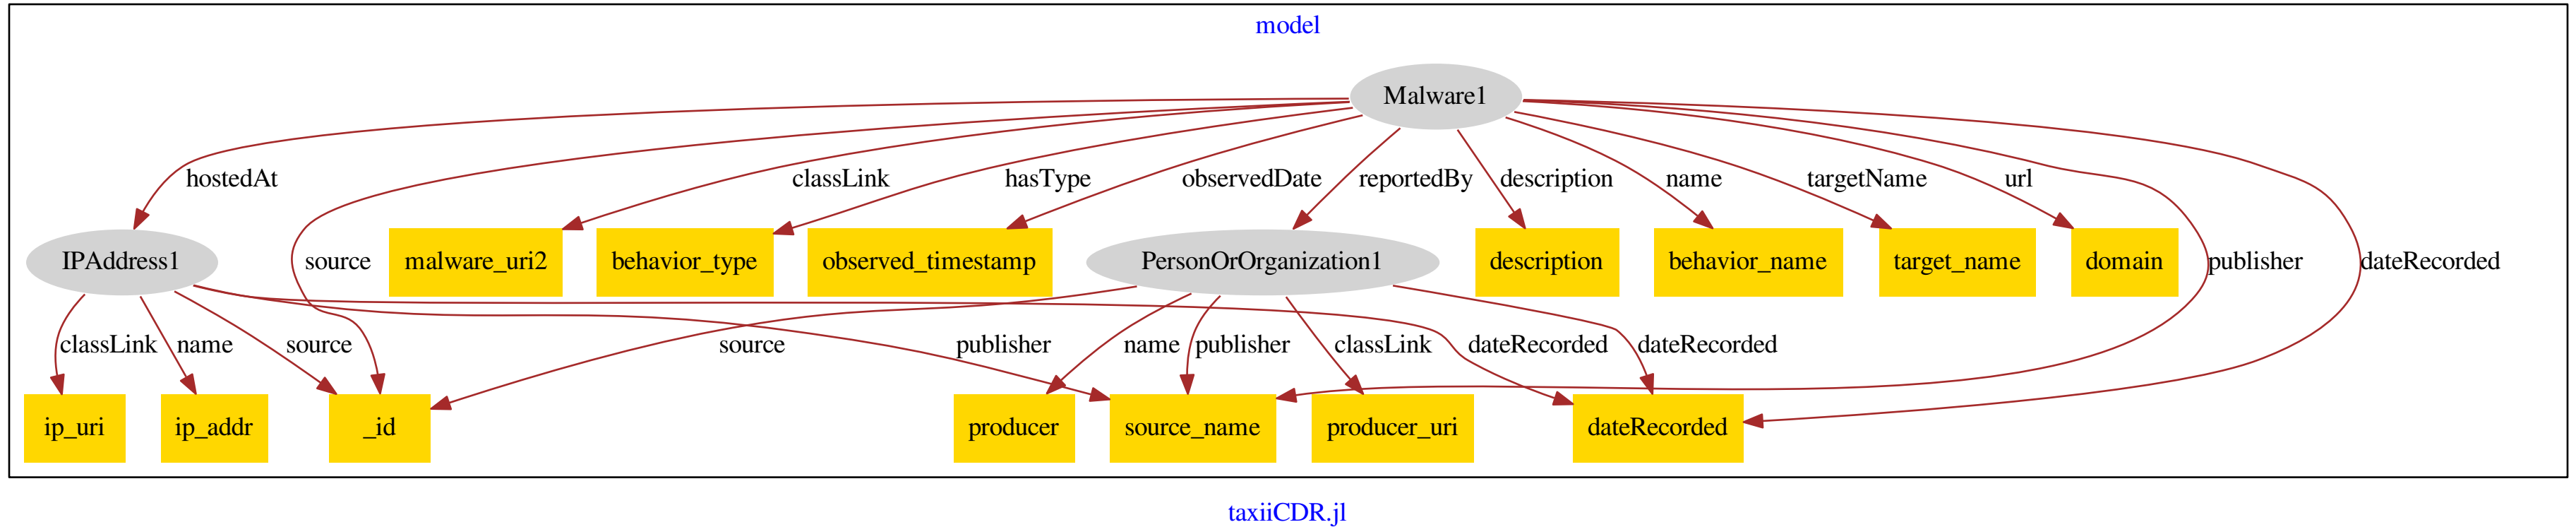 model
Malware1
hostedAt
classLink
hasType
observedDate
reportedBy
description
name
targetName
url
IPAddress1
source
malware_uri2
behavior_type
observed_timestamp
PersonOrOrganization1
description
behavior_name
target_name
domain
publisher
dateRecorded
classLink
name
source
source
publisher
name
publisher
classLink
dateRecorded
dateRecorded
ip_uri
ip_addr
_id
producer
source_name
producer_uri
dateRecorded
taxiiCDR.jl